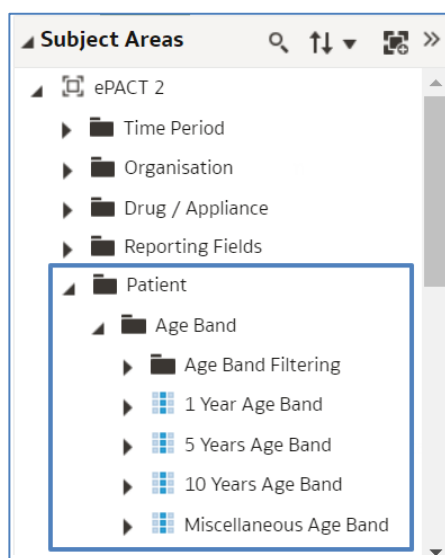 Subject Areas
ePACT 2
Time Period
Organisation
Drug / Appliance
Reporting Fields
Patient
Age Band
Age Band Filtering
1 Year Age Band
5 Years Age Band
10 Years Age Band
Miscellaneous Age Band